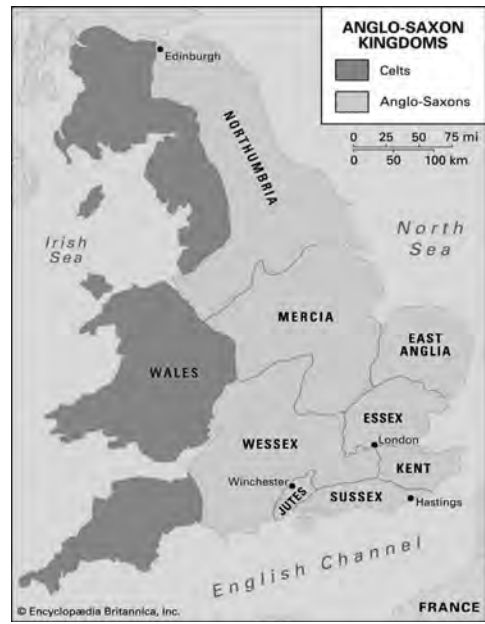 ANGLO-SAXON
KINGDOMS
Celts
Anglo-Saxons
0 25 50 75 mi
0 50 100 km
Edinburgh
NORTHUMBRIA
Irish
Sea
North
Sea
MERCIA
EAST
ANGLIA
WALES
ESSEX
London
WESSEX
KENT
Winchester
JUTES
SUSSEX
Hastings
English Channel
© Encyclopædia Britannica, Inc.
FRANCE